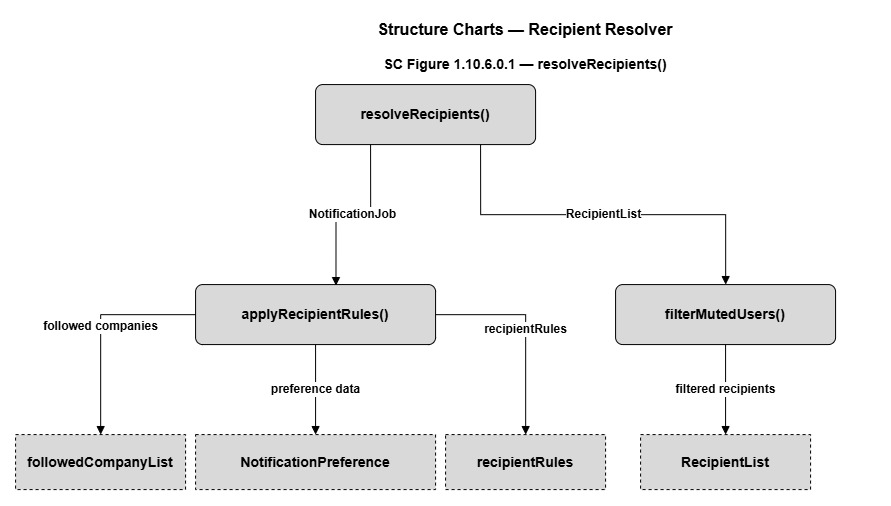 Structure Charts — Recipient Resolver
SC Figure 1.10.6.0.1 — resolveRecipients()
resolveRecipients()
NotificationJob
RecipientList
applyRecipientRules()
filterMutedUsers()
followed companies
recipientRules
preference data
filtered recipients
followedCompanyList
NotificationPreference
recipientRules
RecipientList